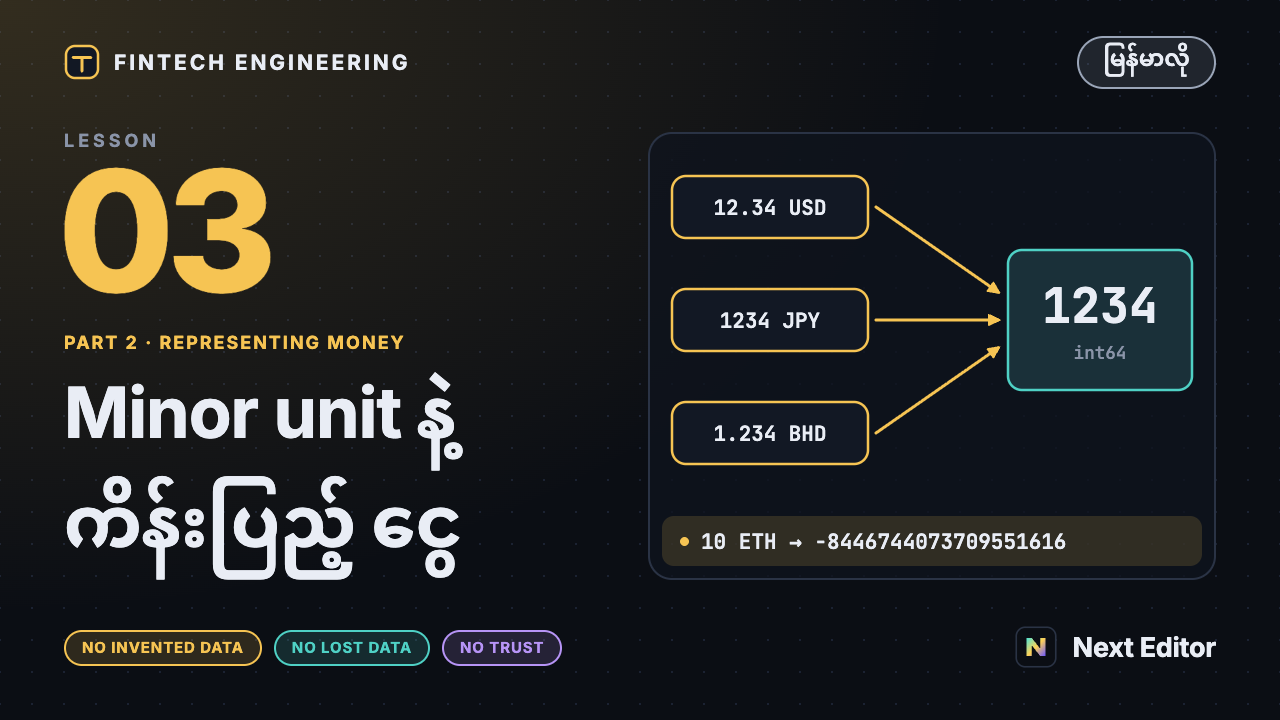 FINTECH ENGINEERING
မြန်မာလို
LESSON
03
PART 2 · REPRESENTING MONEY
Minor unit နဲ့
ကိန်းပြည့် ငွေ
12.34 USD
1234 JPY
1.234 BHD
1234
int64
10 ETH → -8446744073709551616
NO INVENTED DATA
NO LOST DATA
NO TRUST
Next Editor